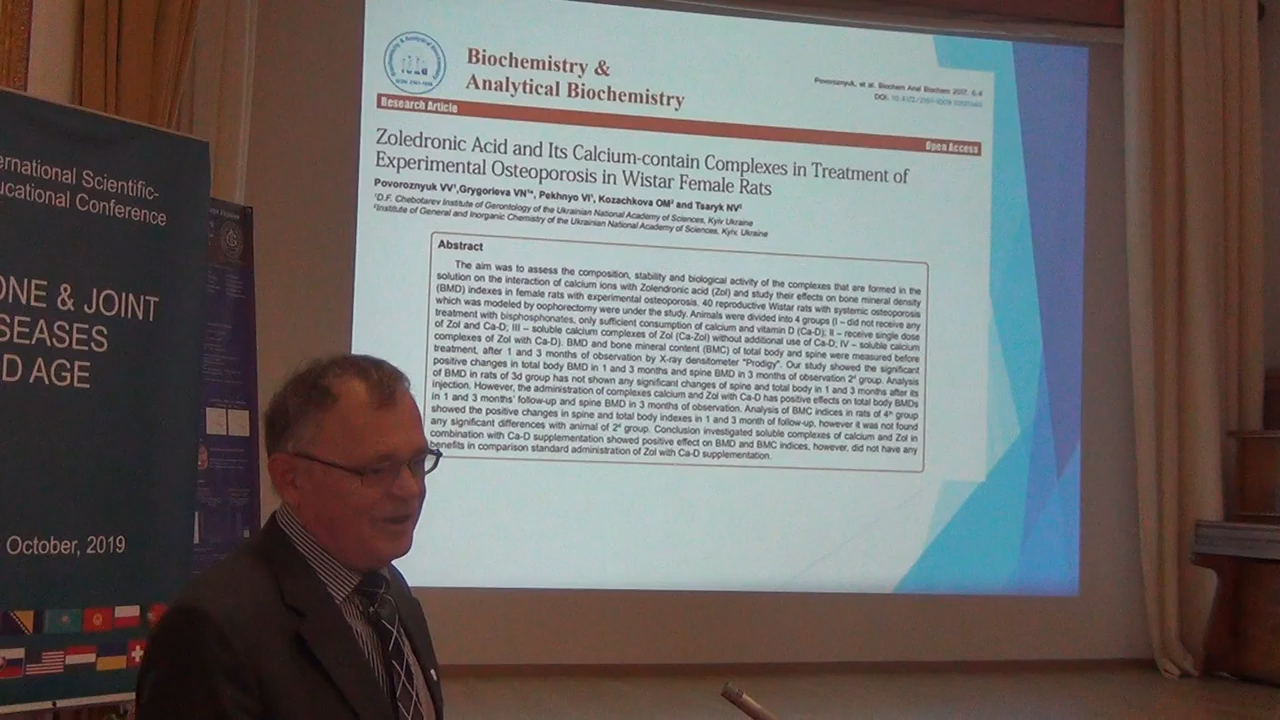 ernational Scientific-
ucational Conference
ONE & JOINT
SEASES
D AGE
October, 2019
Biochemistry &
Analytical Biochemistry
Povoroznyuk, et al. Biochem Anal Biochem 2017, 6:4
DOI:
Research Article
Open Access
Zoledronic Acid and Its Calcium-contain Complexes in Treatment of
Experimental Osteoporosis in Wistar Female Rats
Povoroznyuk VV¹, Grygorieva VN¹*, Pekhnyo VI², Kozachkova OM² and Tsaryk NV²
¹D.F. Chebotarev Institute of Gerontology of the Ukrainian National Academy of Sciences, Kyiv Ukraine
²Institute of General and Inorganic Chemistry of the Ukrainian National Academy of Sciences, Kyiv, Ukraine
Abstract
The aim was to assess the composition, stability and biological activity of the complexes that are formed in the
solution on the interaction of calcium ions with Zolendronic acid (Zol) and study their effects on bone mineral density
(BMD) indexes in female rats with experimental osteoporosis. 40 reproductive Wistar rats with systemic osteoporosis
which was modeled by oophorectomy were under the study. Animals were divided into 4 groups (I – did not receive any
treatment with bisphosphonates, only sufficient consumption of calcium and vitamin D (Ca-D); II – receive single dose
of Zol and Ca-D; III – soluble calcium complexes of Zol (Ca-Zol) without additional use of Ca-D; IV – soluble calcium
complexes of Zol with Ca-D). BMD and bone mineral content (BMC) of total body and spine were measured before
treatment, after 1 and 3 months of observation by X-ray densitometer "Prodigy". Our study showed the significant
positive changes in total body BMD in 1 and 3 months and spine BMD in 3 months of observation 2ᵈ group. Analysis
of BMD in rats of 3d group has not shown any significant changes of spine and total body in 1 and 3 months after its
injection. However, the administration of complexes calcium and Zol with Ca-D has positive effects on total body BMDs
in 1 and 3 months' follow-up and spine BMD in 3 months of observation. Analysis of BMC indices in rats of 4ᵗʰ group
showed the positive changes in spine and total body indexes in 1 and 3 month of follow-up, however it was not found
any significant differences with animal of 2ᵈ group. Conclusion investigated soluble complexes of calcium and Zol in
combination with Ca-D supplementation showed positive effect on BMD and BMC indices, however, did not have any
benefits in comparison standard administration of Zol with Ca-D supplementation.